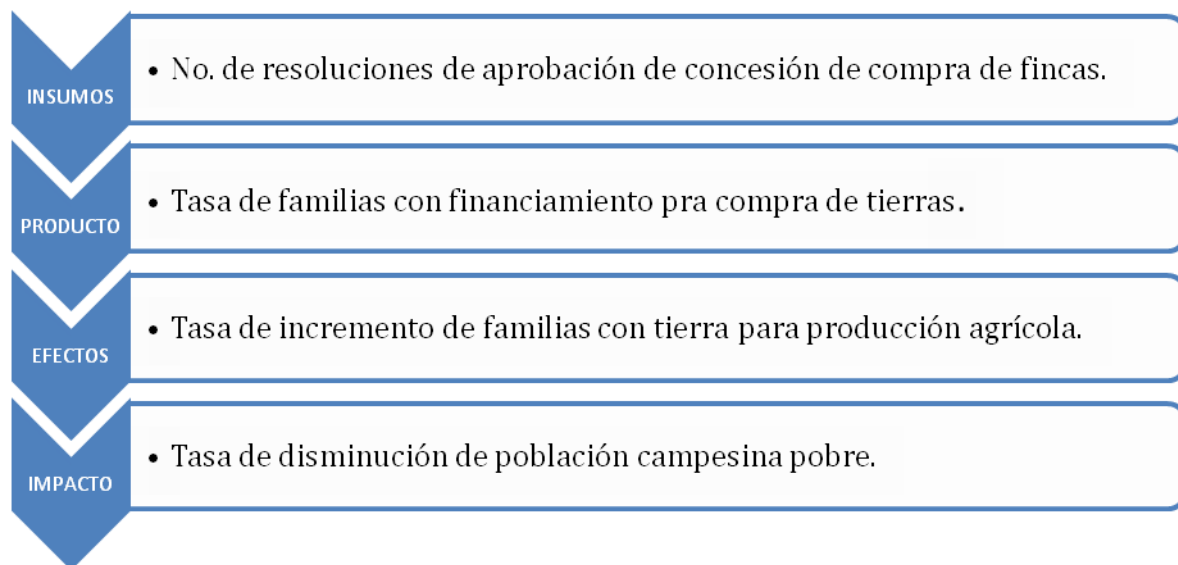 INSUMOS
• No. de resoluciones de aprobación de concesión de compra de fincas.
PRODUCTO
• Tasa de familias con financiamiento pra compra de tierras.
EFECTOS
• Tasa de incremento de familias con tierra para producción agrícola.
IMPACTO
• Tasa de disminución de población campesina pobre.